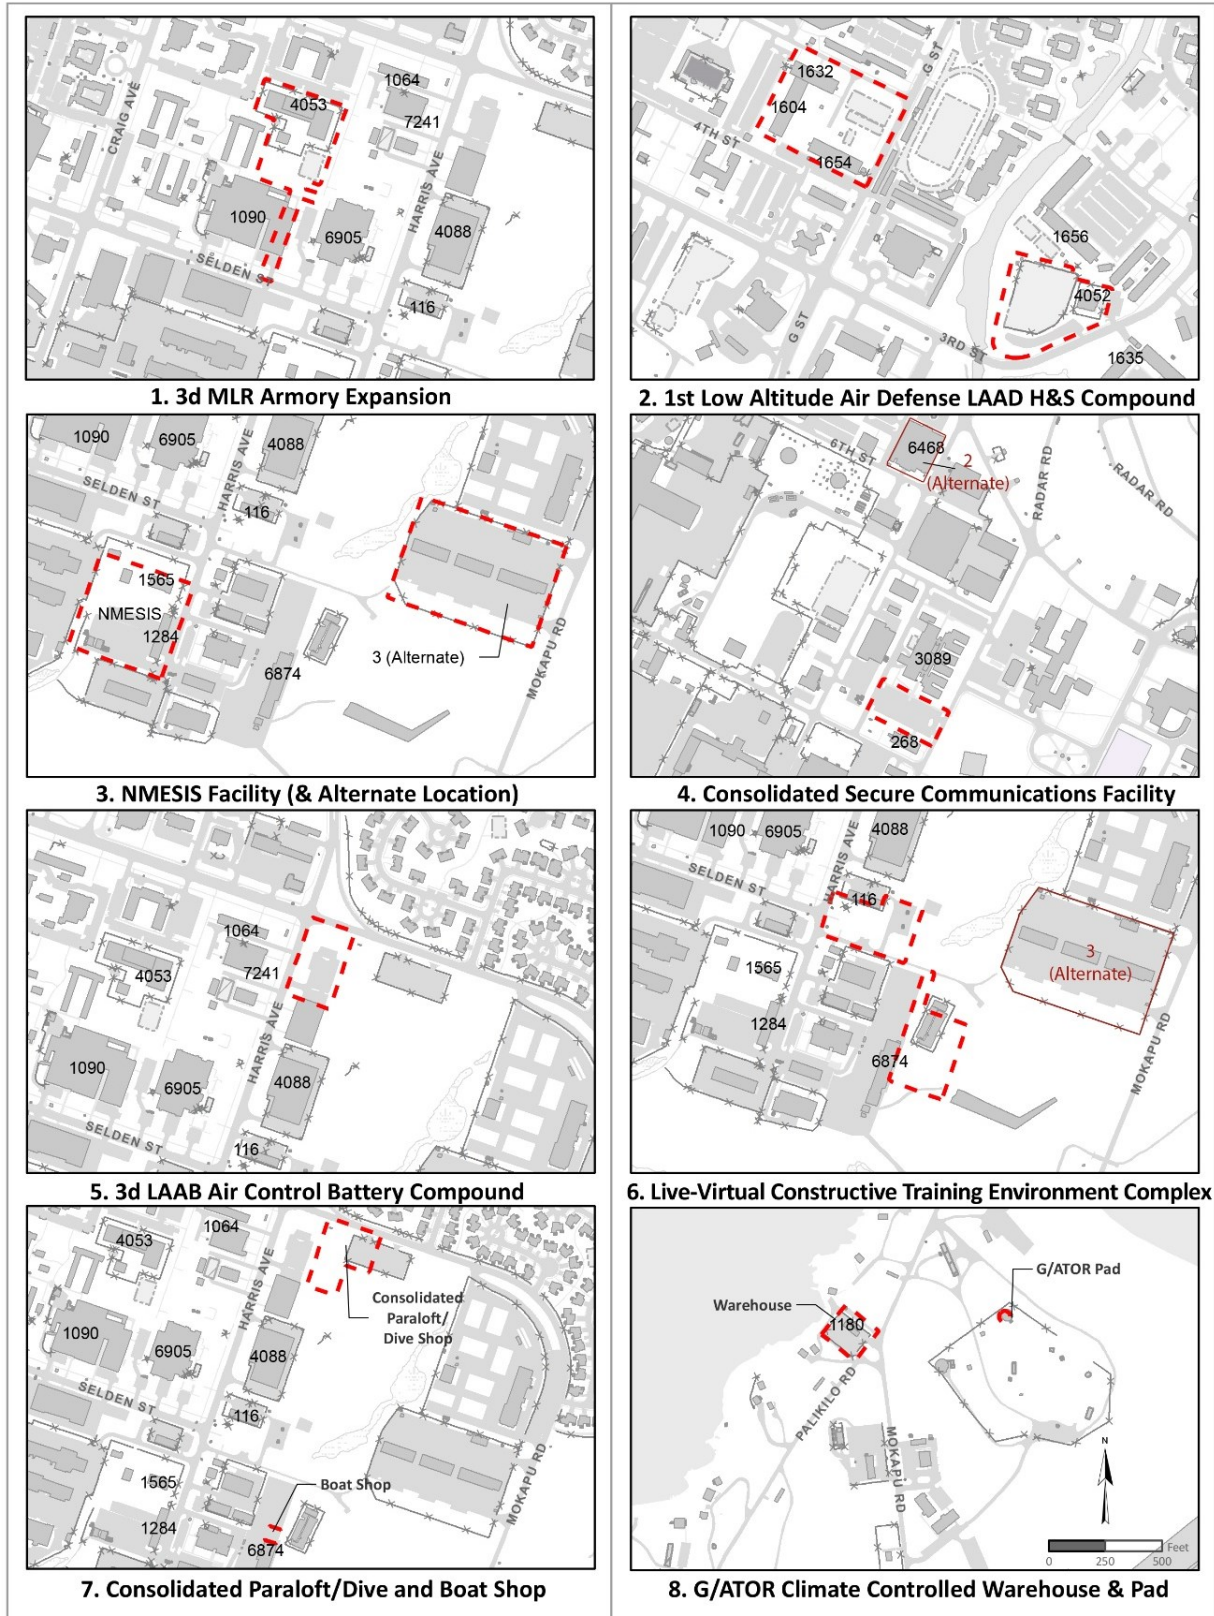 CRAIG AVE
1064
4053
7241
HARRIS AVE
1090
6905
4088
SELDEN ST
116
1. 3d MLR Armory Expansion
G ST
1632
1604
4TH ST
1654
1656
4052
G ST
3RD ST
1635
2. 1st Low Altitude Air Defense LAAD H&S Compound
1090
6905
4088
HARRIS AVE
SELDEN ST
116
1565
NMESIS
1284
6874
3 (Alternate)
MOKAPU RD
3. NMESIS Facility (& Alternate Location)
6TH ST
6468
2
(Alternate)
RADAR RD
RADAR RD
3089
268
4. Consolidated Secure Communications Facility
1064
7241
4053
HARRIS AVE
1090
6905
4088
SELDEN ST
116
5. 3d LAAB Air Control Battery Compound
1090
6905
4088
HARRIS AVE
SELDEN ST
116
1565
3
(Alternate)
1284
6874
MOKAPU RD
6. Live-Virtual Constructive Training Environment Complex
1064
4053
HARRIS AVE
Consolidated
Paraloft/
Dive Shop
1090
6905
4088
SELDEN ST
116
1565
Boat Shop
1284
6874
MOKAPU RD
7. Consolidated Paraloft/Dive and Boat Shop
G/ATOR Pad
Warehouse
1180
PALIKILO RD
MOKAPU RD
N
Feet
0 250 500
8. G/ATOR Climate Controlled Warehouse & Pad